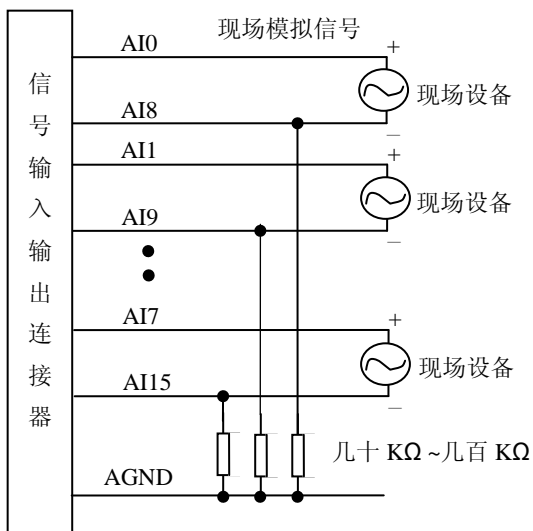 现场模拟信号
信号输入输出连接器
AI0
+
现场设备
AI8
—
AI1
+
现场设备
AI9
—
AI7
+
现场设备
AI15
—
几十 KΩ ~几百 KΩ
AGND